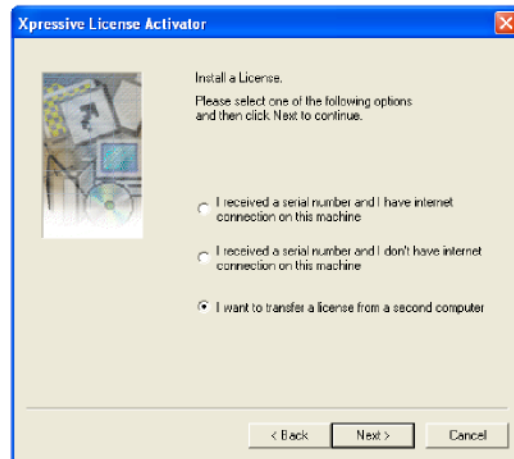 Xpressive License Activator
Install a License.
Please select one of the following options
and then click Next to continue.
I received a serial number and I have internet
connection on this machine
I received a serial number and I don't have internet
connection on this machine
I want to transfer a license from a second computer
< Back
Next >
Cancel